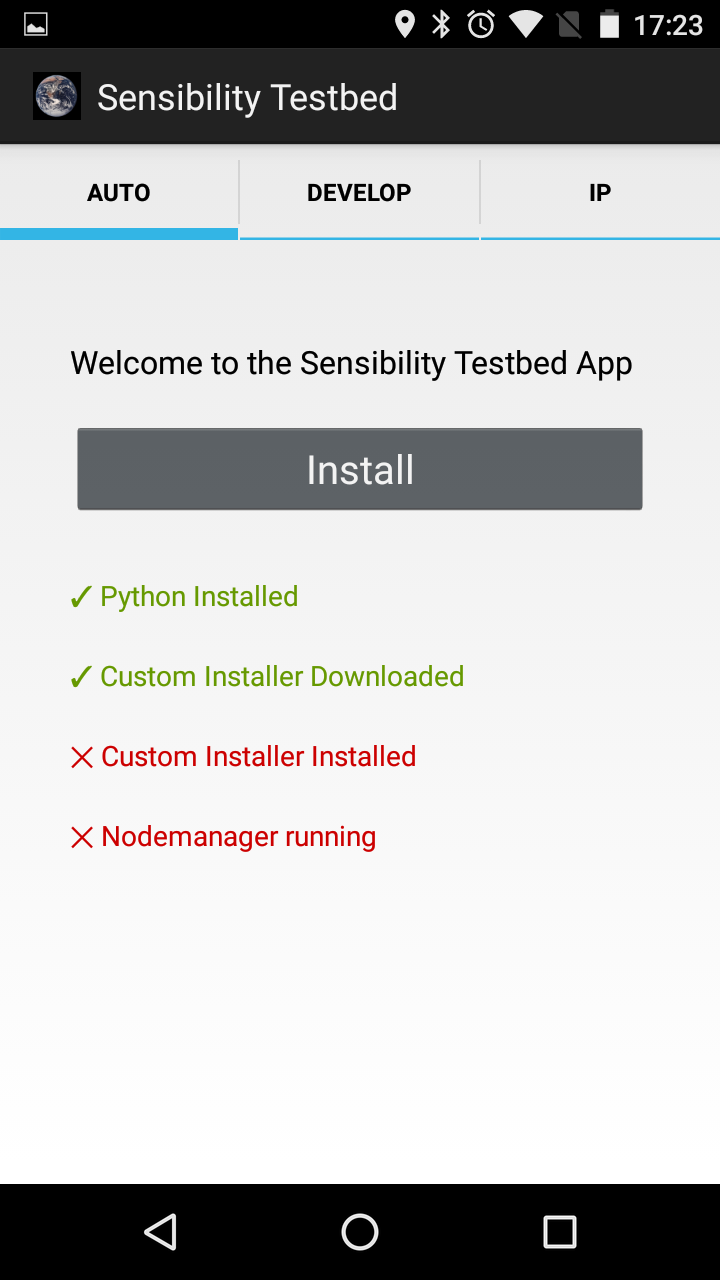 17:23
Sensibility Testbed
AUTO
DEVELOP
IP
Welcome to the Sensibility Testbed App
Install
✓ Python Installed
✓ Custom Installer Downloaded
✕ Custom Installer Installed
✕ Nodemanager running